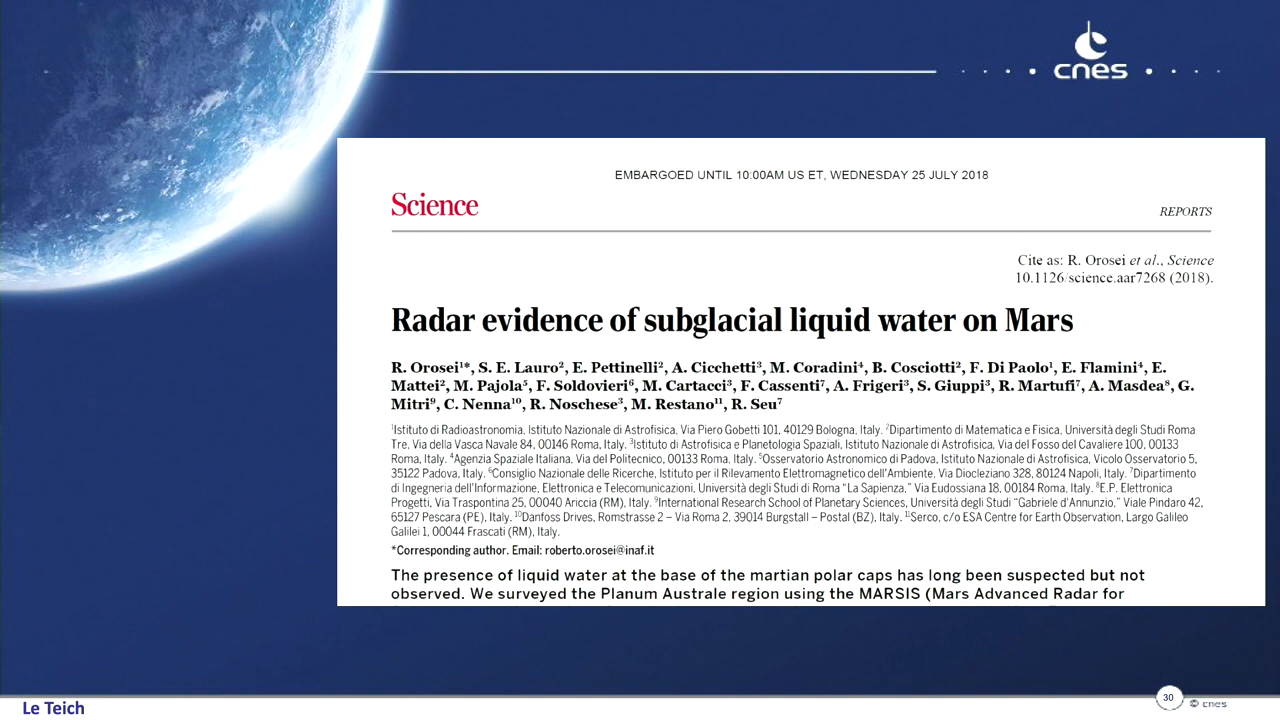 cnes
EMBARGOED UNTIL 10:00AM US ET, WEDNESDAY 25 JULY 2018
Science
REPORTS
Cite as: R. Orosei et al., Science
10.1126/science.aar7268 (2018).
Radar evidence of subglacial liquid water on Mars
R. Orosei¹*, S. E. Lauro², E. Pettinelli², A. Cicchetti³, M. Coradini⁴, B. Cosciotti², F. Di Paolo¹, E. Flamini⁴, E.
Mattei², M. Pajola⁵, F. Soldovieri⁶, M. Cartacci³, F. Cassenti⁷, A. Frigeri³, S. Giuppi³, R. Martufi⁷, A. Masdea⁸, G.
Mitri⁹, C. Nenna¹⁰, R. Noschese³, M. Restano¹¹, R. Seu⁷
¹Istituto di Radioastronomia, Istituto Nazionale di Astrofisica, Via Piero Gobetti 101, 40129 Bologna, Italy. ²Dipartimento di Matematica e Fisica, Università degli Studi Roma
Tre, Via della Vasca Navale 84, 00146 Roma, Italy. ³Istituto di Astrofisica e Planetologia Spaziali, Istituto Nazionale di Astrofisica, Via del Fosso del Cavaliere 100, 00133
Roma, Italy. ⁴Agenzia Spaziale Italiana, Via del Politecnico, 00133 Roma, Italy. ⁵Osservatorio Astronomico di Padova, Istituto Nazionale di Astrofisica, Vicolo Osservatorio 5,
35122 Padova, Italy. ⁶Consiglio Nazionale delle Ricerche, Istituto per il Rilevamento Elettromagnetico dell'Ambiente, Via Diocleziano 328, 80124 Napoli, Italy. ⁷Dipartimento
di Ingegneria dell'Informazione, Elettronica e Telecomunicazioni, Università degli Studi di Roma “La Sapienza,” Via Eudossiana 18, 00184 Roma, Italy. ⁸E.P. Elettronica
Progetti, Via Traspontina 25, 00040 Ariccia (RM), Italy. ⁹International Research School of Planetary Sciences, Università degli Studi “Gabriele d'Annunzio,” Viale Pindaro 42,
65127 Pescara (PE), Italy. ¹⁰Danfoss Drives, Romstrasse 2 – Via Roma 2, 39014 Burgstall – Postal (BZ), Italy. ¹¹Serco, c/o ESA Centre for Earth Observation, Largo Galileo
Galilei 1, 00044 Frascati (RM), Italy.
*Corresponding author. Email: roberto.orosei@inaf.it
The presence of liquid water at the base of the martian polar caps has long been suspected but not
observed. We surveyed the Planum Australe region using the MARSIS (Mars Advanced Radar for
Le Teich
30
© cnes